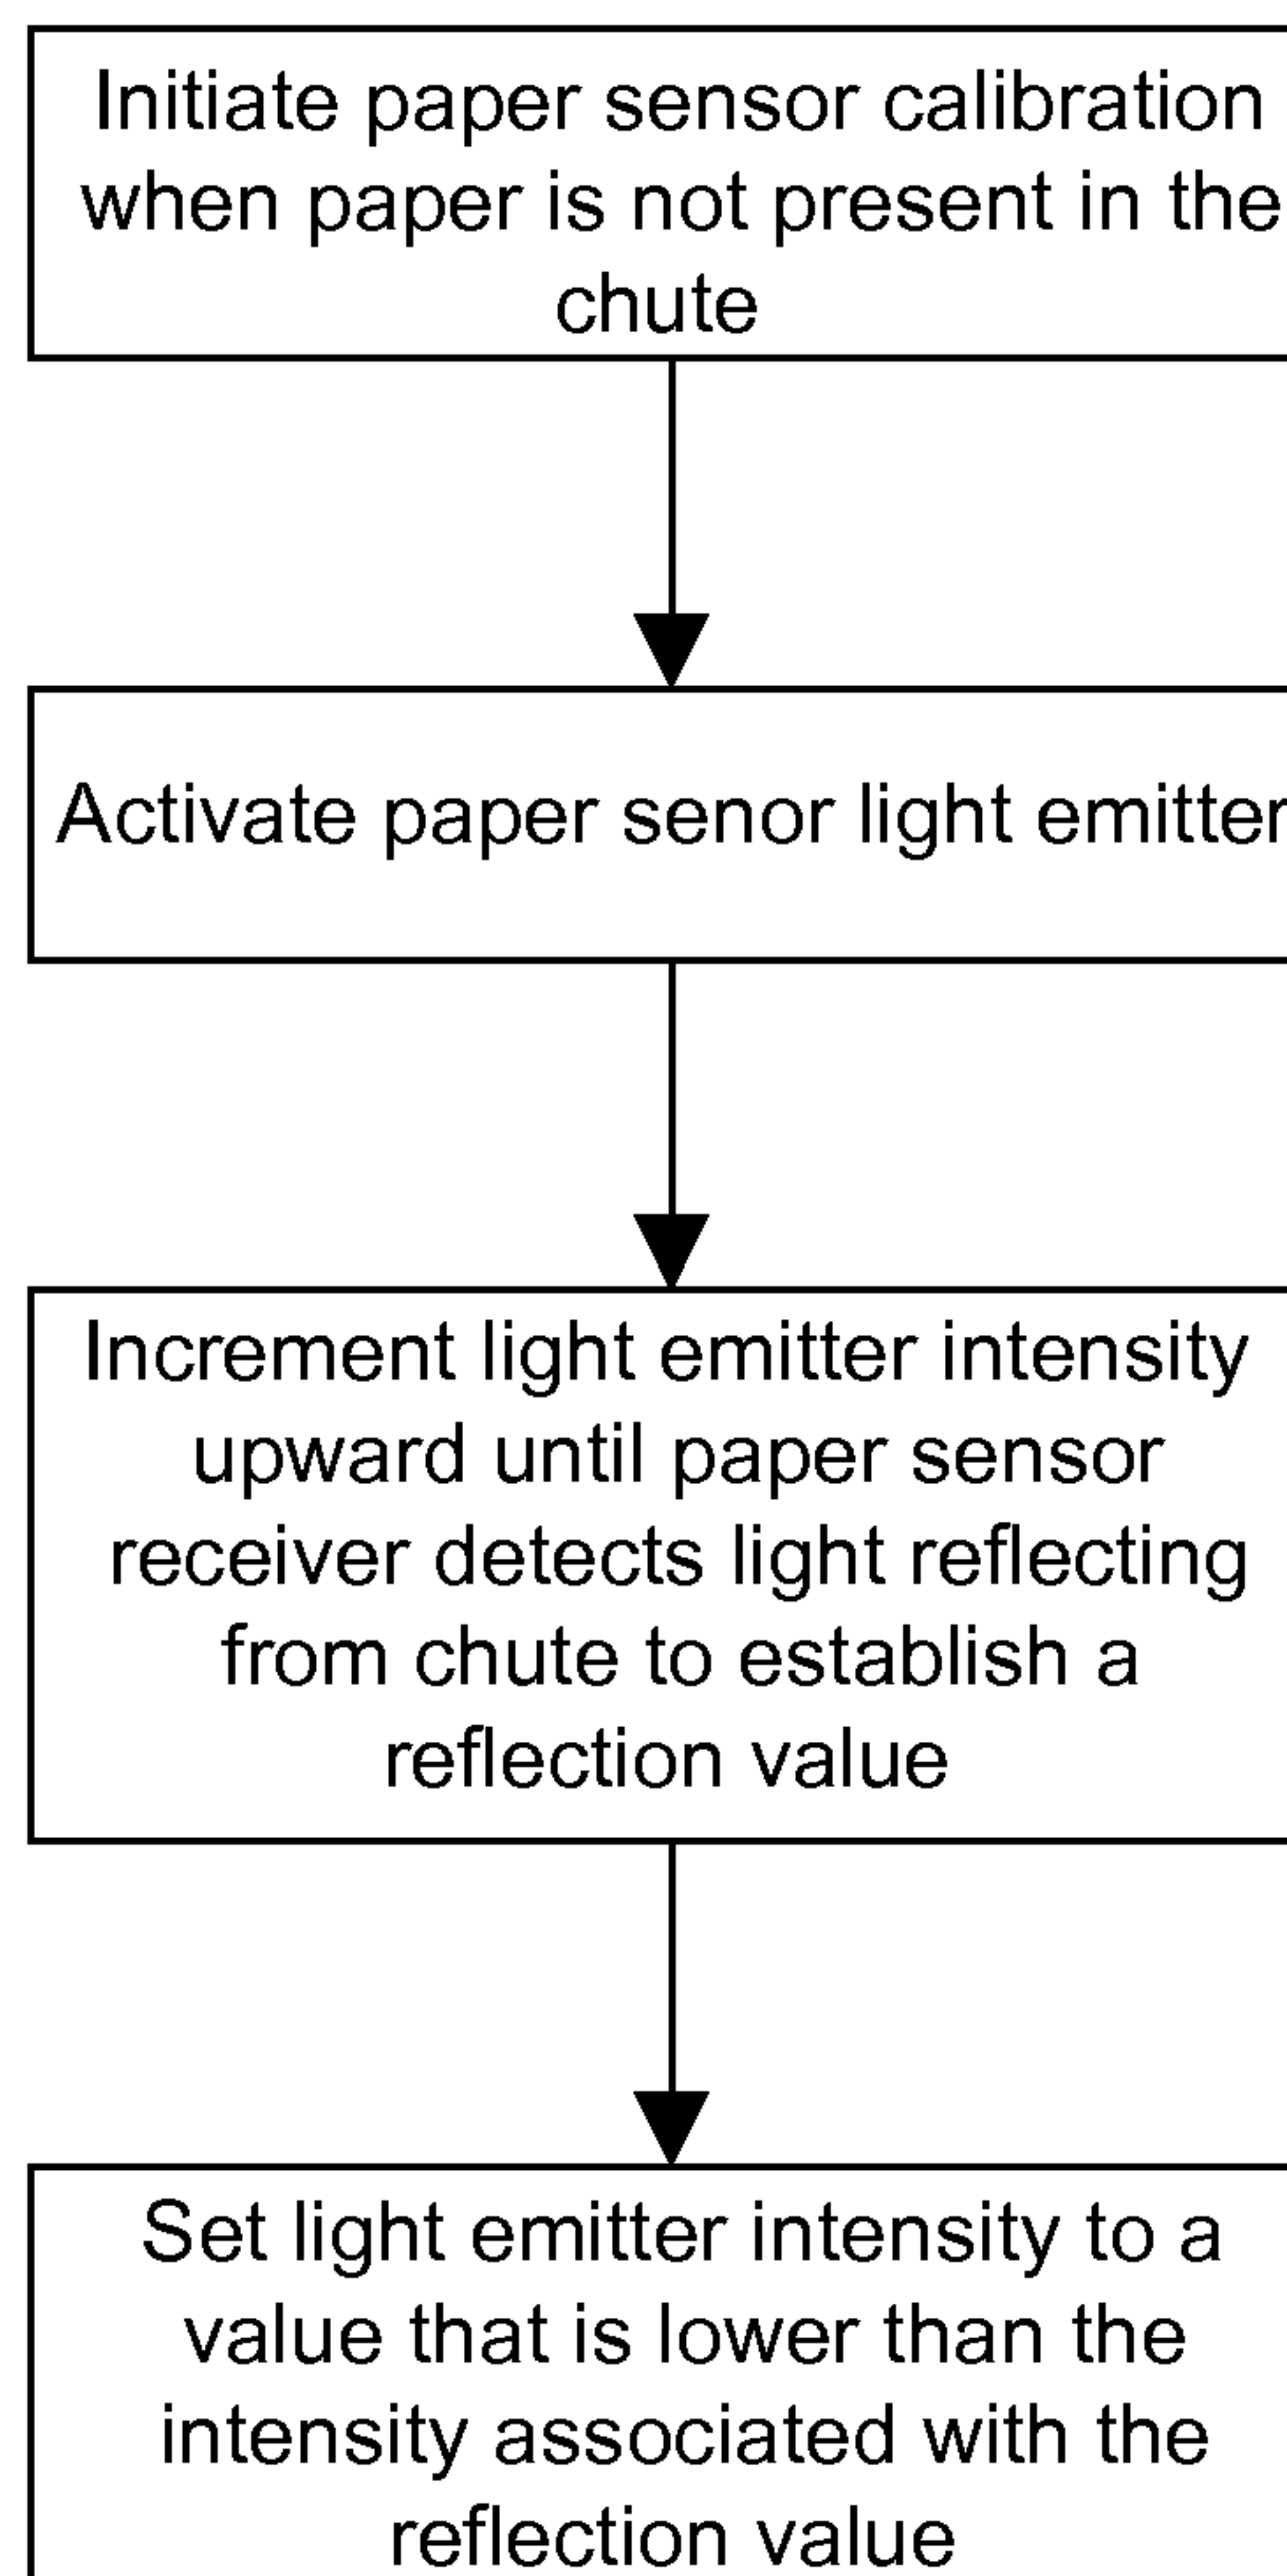 Initiate paper sensor calibration
when paper is not present in the
chute
Activate paper senor light emitter
Increment light emitter intensity
upward until paper sensor
receiver detects light reflecting
from chute to establish a
reflection value
Set light emitter intensity to a
value that is lower than the
intensity associated with the
reflection value